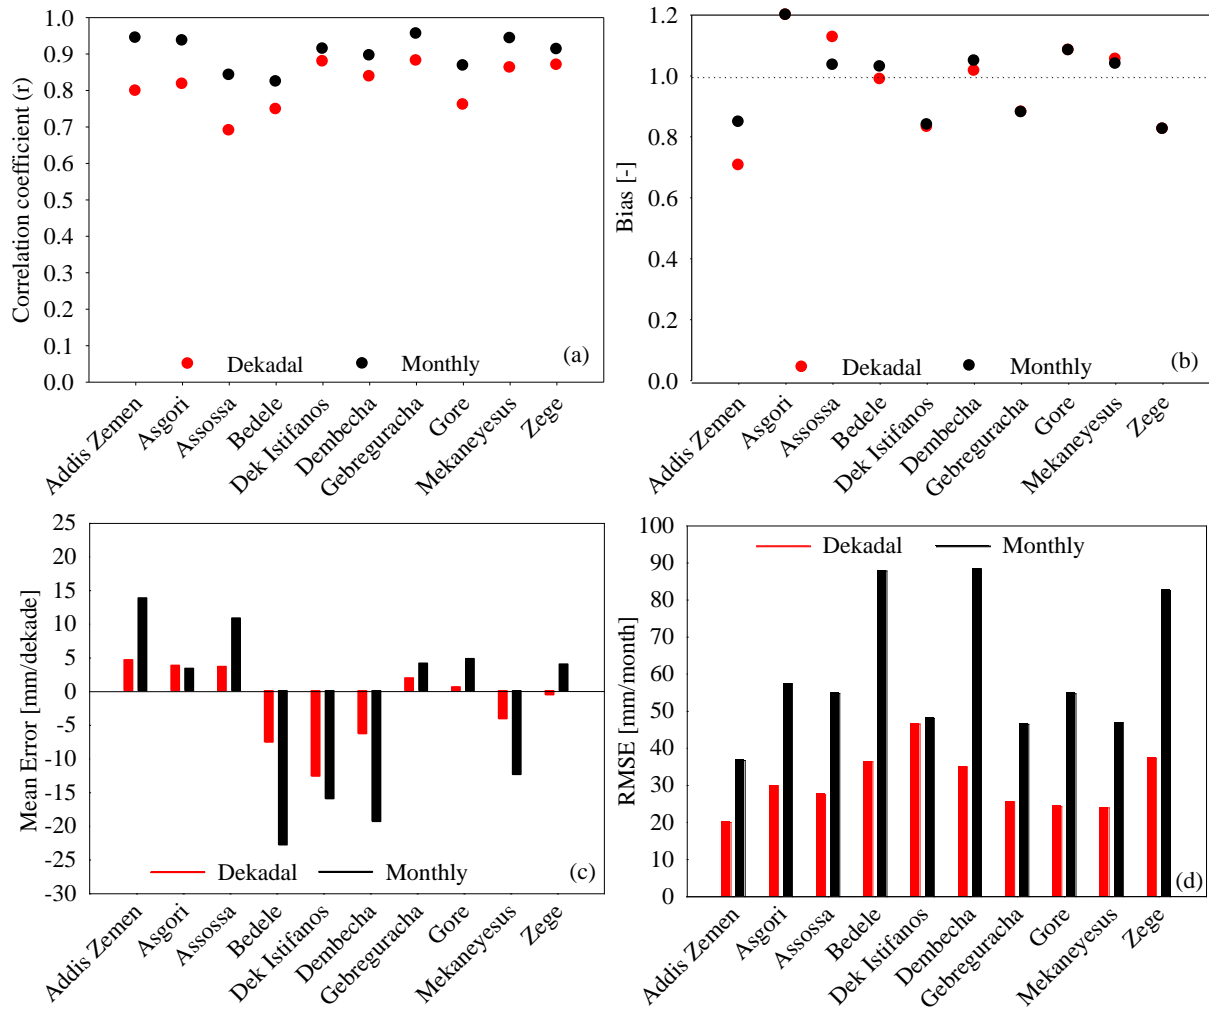 Correlation coefficient (r)
1.0
0.9
0.8
0.7
0.6
0.5
0.4
0.3
0.2
0.1
0.0
Dekadal
Monthly
(a)
Addis Zemen
Asgori
Assossa
Bedele
Dek Istifanos
Dembecha
Gebreguracha
Gore
Mekaneyesus
Zege
Bias [-]
1.2
1.0
0.8
0.6
0.4
0.2
0.0
Dekadal
Monthly
(b)
Addis Zemen
Asgori
Assossa
Bedele
Dek Istifanos
Dembecha
Gebreguracha
Gore
Mekaneyesus
Zege
Mean Error [mm/dekade]
25
20
15
10
5
0
-5
-10
-15
-20
-25
-30
Dekadal
Monthly
(c)
Addis Zemen
Asgori
Assossa
Bedele
Dek Istifanos
Dembecha
Gebreguracha
Gore
Mekaneyesus
Zege
RMSE [mm/month]
100
90
80
70
60
50
40
30
20
10
0
Dekadal
Monthly
(d)
Addis Zemen
Asgori
Assossa
Bedele
Dek Istifanos
Dembecha
Gebreguracha
Gore
Mekaneyesus
Zege